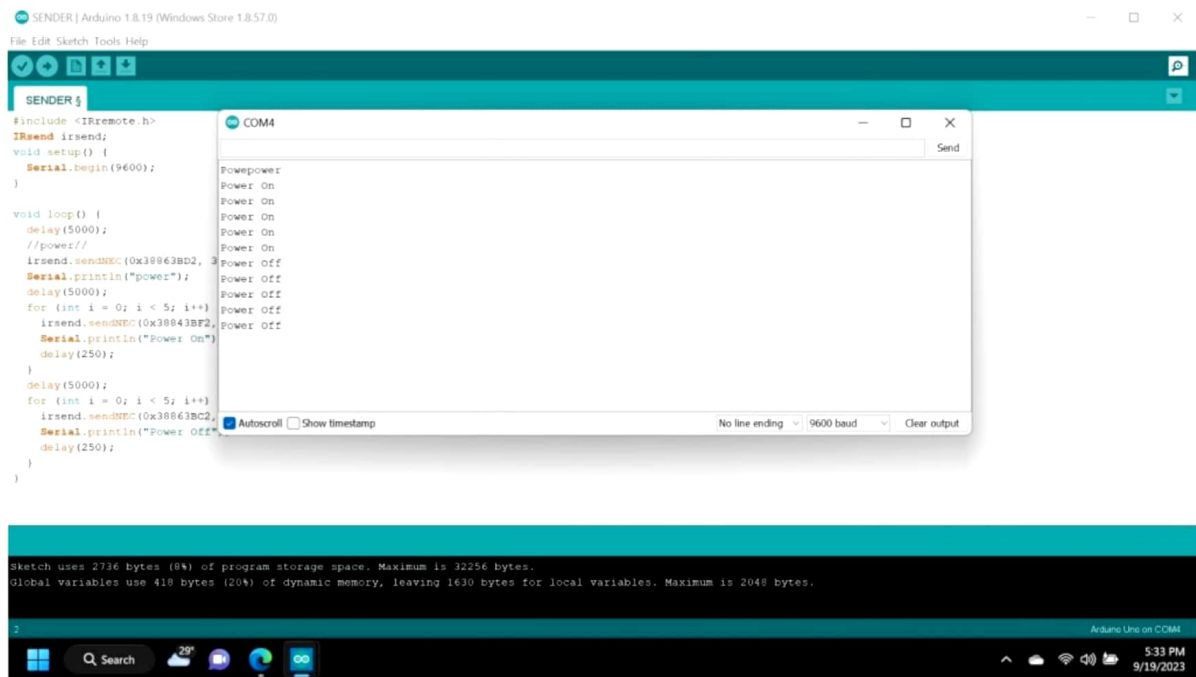 SENDER | Arduino 1.8.19 (Windows Store 1.8.57.0)
File Edit Sketch Tools Help
SENDER §
#include <IRremote.h>
IRsend irsend;
void setup() {
Serial.begin(9600);
}
void loop() {
delay(5000);
//power//
irsend.sendNEC(0x38863BD2, 3
Serial.println("power");
delay(5000);
for (int i = 0; i < 5; i++)
irsend.sendNEC(0x38843BF2,
Serial.println("Power On")
delay(250);
}
delay(5000);
for (int i = 0; i < 5; i++)
irsend.sendNEC(0x38863BC2,
Serial.println("Power Off");
delay(250);
}
}
COM4
Send
Powepower
Power On
Power On
Power On
Power On
Power On
Power Off
Power Off
Power Off
Power Off
Power Off
Autoscroll Show timestamp No line ending 9600 baud Clear output
Sketch uses 2736 bytes (8%) of program storage space. Maximum is 32256 bytes.
Global variables use 418 bytes (20%) of dynamic memory, leaving 1630 bytes for local variables. Maximum is 2048 bytes.
2 Arduino Uno on COM4
Search 29° 5:33 PM
9/19/2023